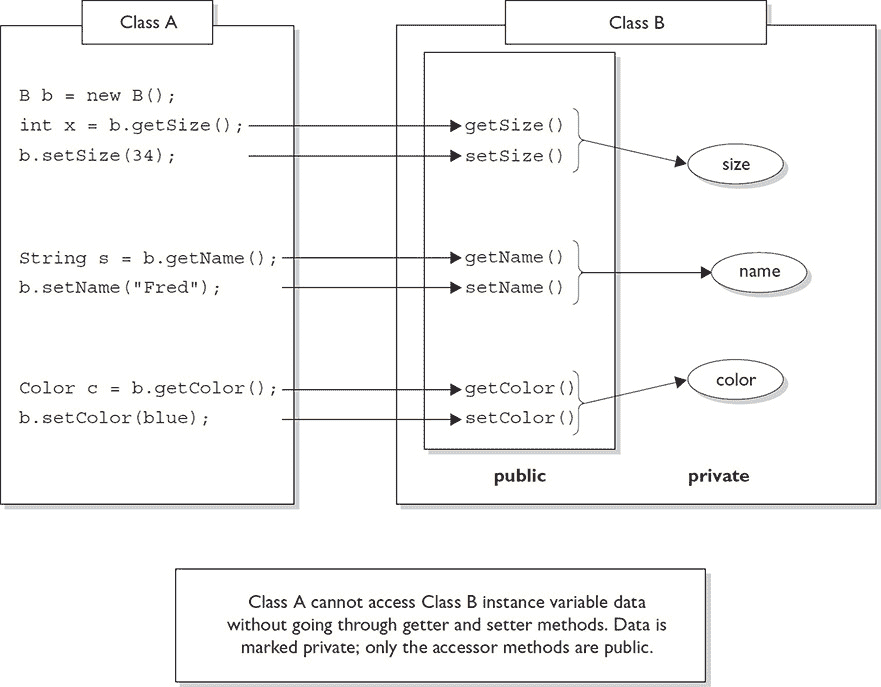 Class A
Class B
B b = new B();
int x = b.getSize();
getSize()
b.setSize(34);
setSize()
size
String s = b.getName();
getName()
name
b.setName("Fred");
setName()
Color c = b.getColor();
getColor()
color
b.setColor(blue);
setColor()
public
private
Class A cannot access Class B instance variable data
without going through getter and setter methods. Data is
marked private; only the accessor methods are public.